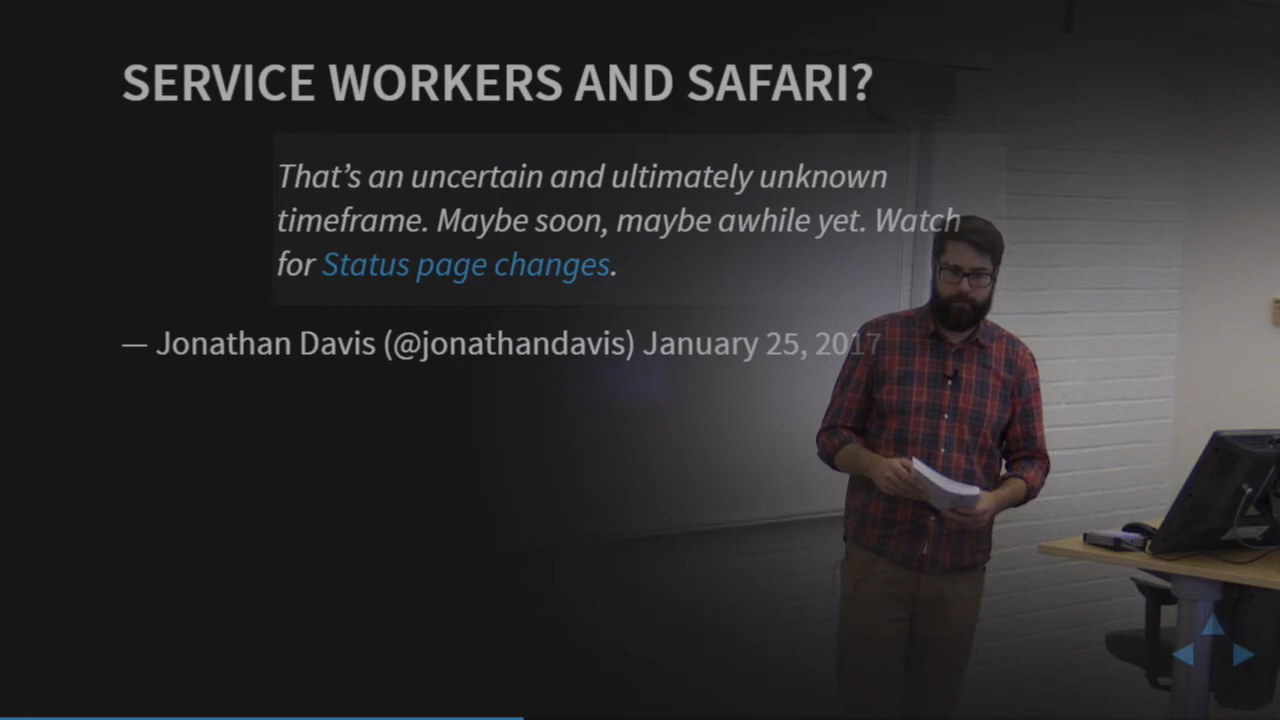 SERVICE WORKERS AND SAFARI?
That’s an uncertain and ultimately unknown
timeframe. Maybe soon, maybe awhile yet. Watch
for Status page changes.
— Jonathan Davis (@jonathandavis) January 25, 2017